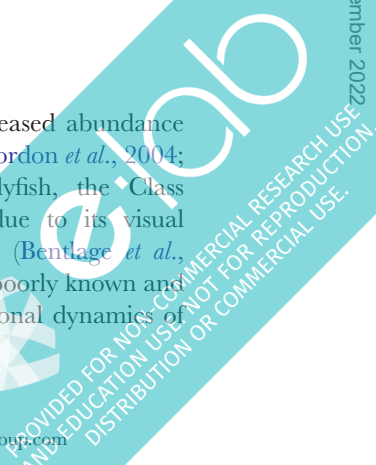 ember 2022
eased abundance
ordon et al., 2004;
lyfish, the Class
due to its visual
(Bentlage et al.,
poorly known and
onal dynamics of
oup.com
e.lab
PROVIDED FOR NON-COMMERCIAL RESEARCH USE
AND EDUCATION USE. NOT FOR REPRODUCTION,
DISTRIBUTION OR COMMERCIAL USE.